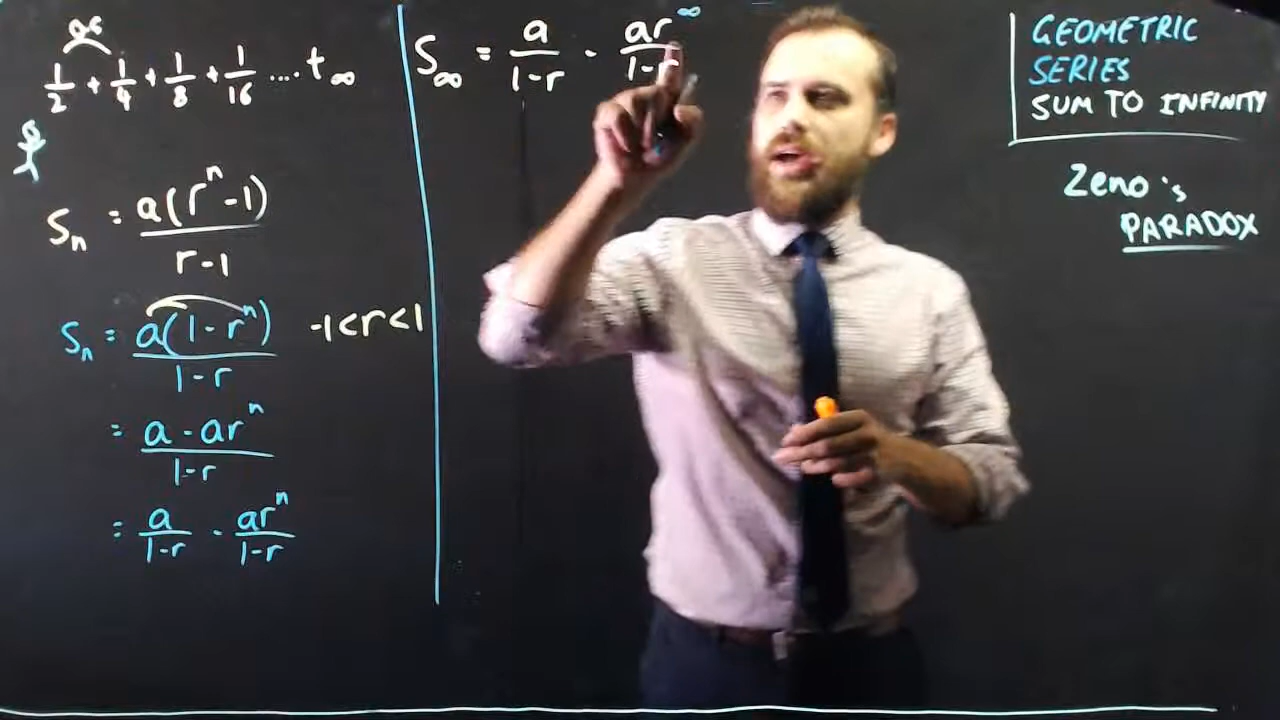 1/2 + 1/4 + 1/8 + 1/16 .... t∞
Sn = a(r^n - 1) / r - 1
Sn = a(1 - r^n) / 1 - r   -1 < r < 1
= a - ar^n / 1 - r
= a / 1 - r - ar^n / 1 - r
S∞ = a / 1 - r - ar^∞ / 1 - r
GEOMETRIC
SERIES
SUM TO INFINITY
Zeno's
PARADOX